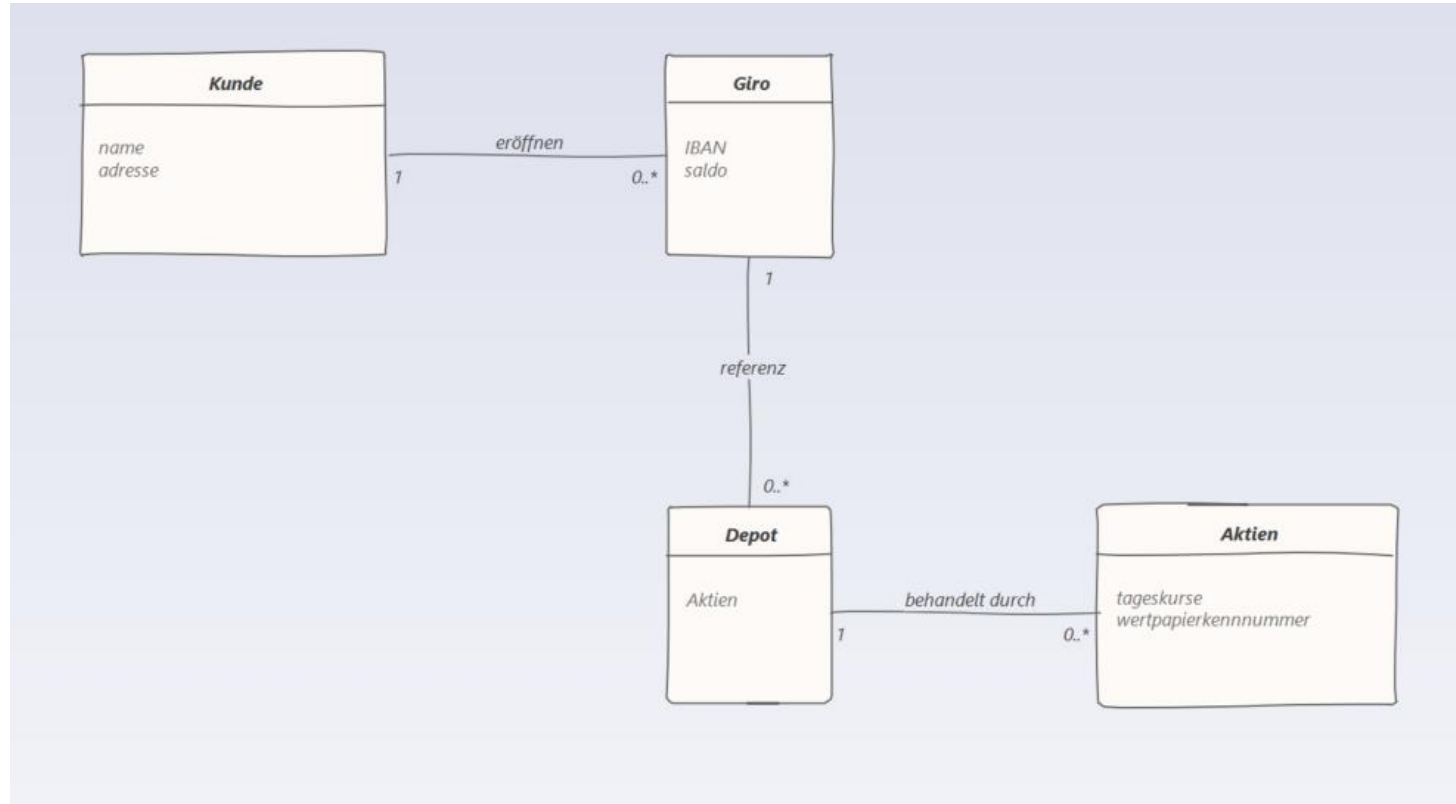 Kunde
name
adresse
eröffnen
1
0..*
Giro
IBAN
saldo
1
referenz
0..*
Depot
Aktien
behandelt durch
1
0..*
Aktien
tageskurse
wertpapierkennnummer